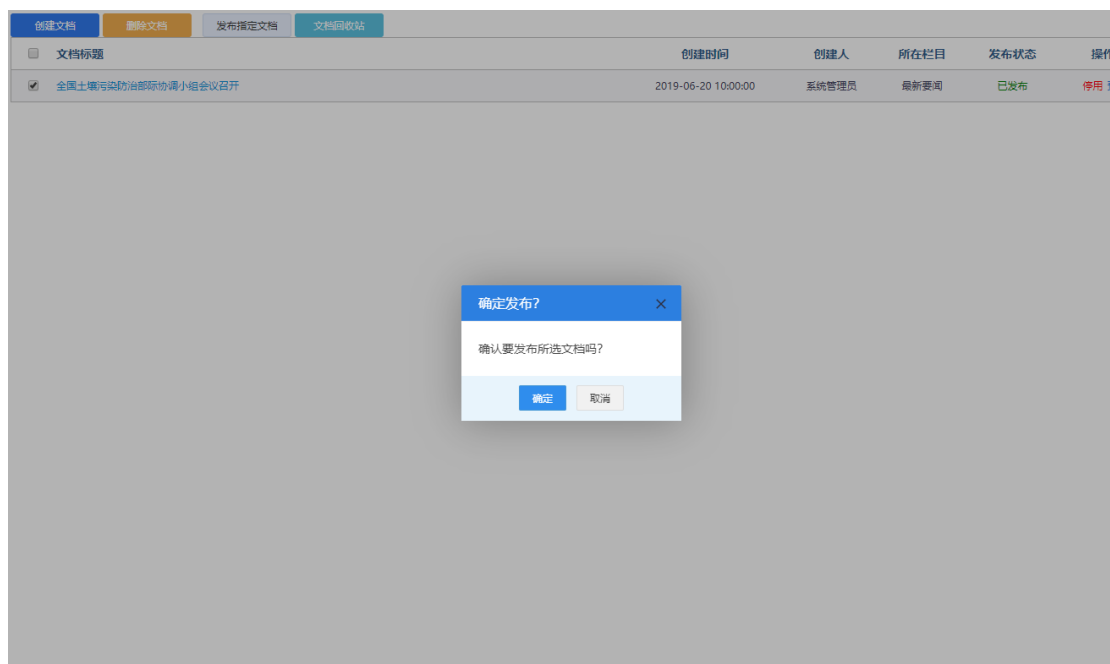 创建文档 删除文档 发布指定文档 文档回收站
文档标题 创建时间 创建人 所在栏目 发布状态 操作
全国土壤污染防治部际协调小组会议召开 2019-06-20 10:00:00 系统管理员 最新要闻 已发布 停用
确定发布?
确认要发布所选文档吗?
确定 取消